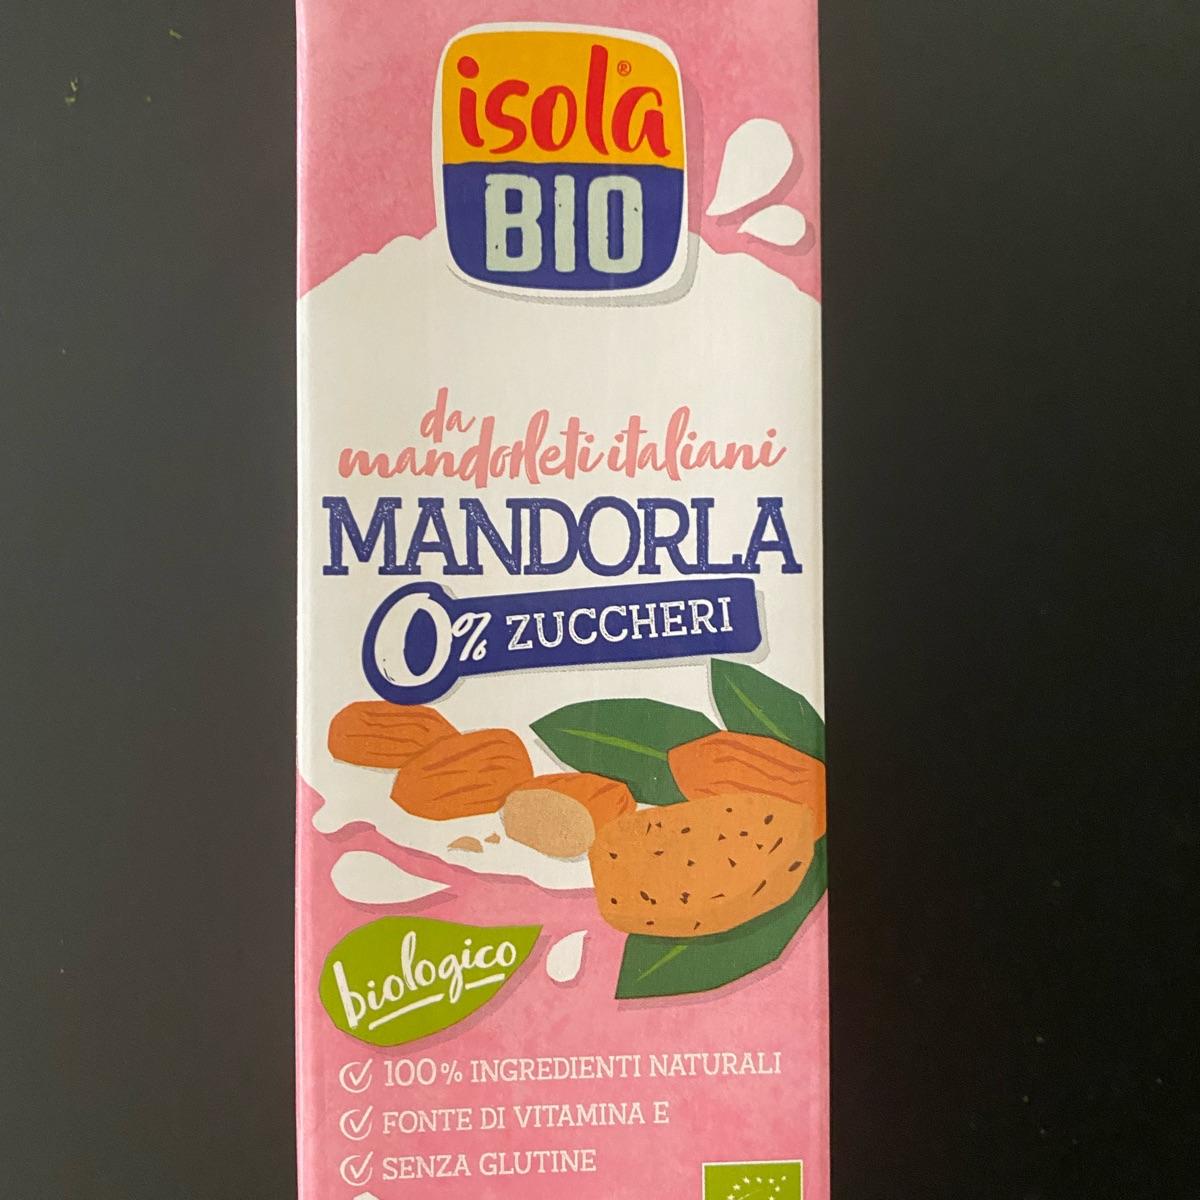 isola®
BIO
da
mandorleti italiani
MANDORLA
0% ZUCCHERI
biologico
100% INGREDIENTI NATURALI
FONTE DI VITAMINA E
SENZA GLUTINE